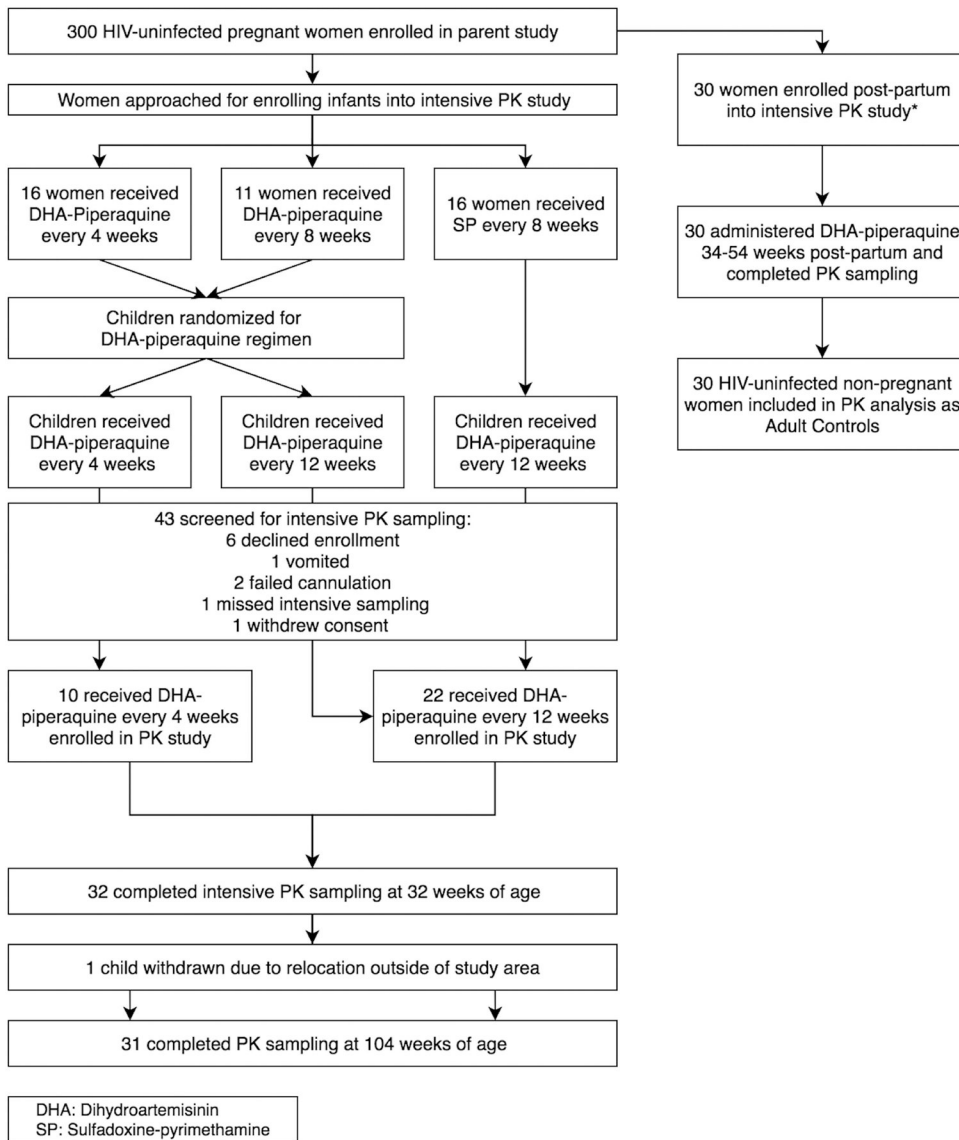 300 HIV-uninfected pregnant women enrolled in parent study
Women approached for enrolling infants into intensive PK study
16 women received
DHA-Piperaquine
every 4 weeks
11 women received
DHA-piperaquine
every 8 weeks
16 women received
SP every 8 weeks
Children randomized for
DHA-piperaquine regimen
Children received
DHA-piperaquine
every 4 weeks
Children received
DHA-piperaquine
every 12 weeks
Children received
DHA-piperaquine
every 12 weeks
43 screened for intensive PK sampling:
6 declined enrollment
1 vomited
2 failed cannulation
1 missed intensive sampling
1 withdrew consent
10 received DHA-
piperaquine every 4 weeks
enrolled in PK study
22 received DHA-
piperaquine every 12 weeks
enrolled in PK study
32 completed intensive PK sampling at 32 weeks of age
1 child withdrawn due to relocation outside of study area
31 completed PK sampling at 104 weeks of age
30 women enrolled post-partum
into intensive PK study*
30 administered DHA-piperaquine
34-54 weeks post-partum and
completed PK sampling
30 HIV-uninfected non-pregnant
women included in PK analysis as
Adult Controls
DHA: Dihydroartemisinin
SP: Sulfadoxine-pyrimethamine